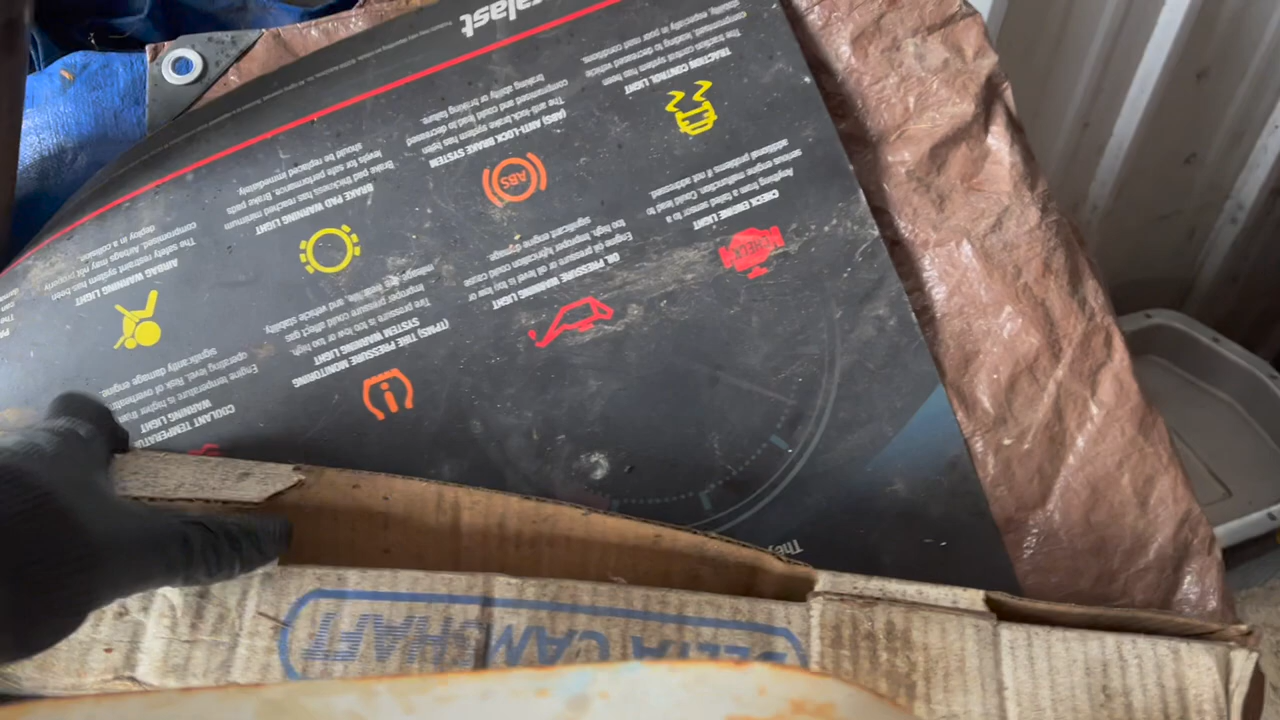 TRACTION CONTROL LIGHT
The traction control system has been
compromised, leading to decreased vehicle
stability, especially in poor road conditions.
CHECK ENGINE LIGHT
Anything from a failed sensor to a
serious engine malfunction. Could lead to
additional problems if not addressed.
CHECK
(ABS) ANTI-LOCK BRAKE SYSTEM
The anti-lock brake system has been
compromised and could lead to decreased
braking ability or braking failure.
ABS
OIL PRESSURE WARNING LIGHT
Engine oil pressure or oil level is too low or
too high. Improper lubrication could cause
significant engine damage.
BRAKE PAD WARNING LIGHT
Brake pad thickness has reached minimum
levels for safe performance. Brake pads
should be replaced immediately.
(TPMS) TIRE PRESSURE MONITORING
SYSTEM WARNING LIGHT
Tire pressure is too low or too high.
Improper pressure could affect gas
mileage, tire tread life, and vehicle stability.
AIRBAG WARNING LIGHT
The safety restraint system has been
compromised. Airbags may not properly
deploy in a collision.
COOLANT TEMPERATU
WARNING LIGHT
Engine temperature is higher than
operating level. Risk of overheating
significantly damage engine.
ralast
DELTA CAMSHAFT